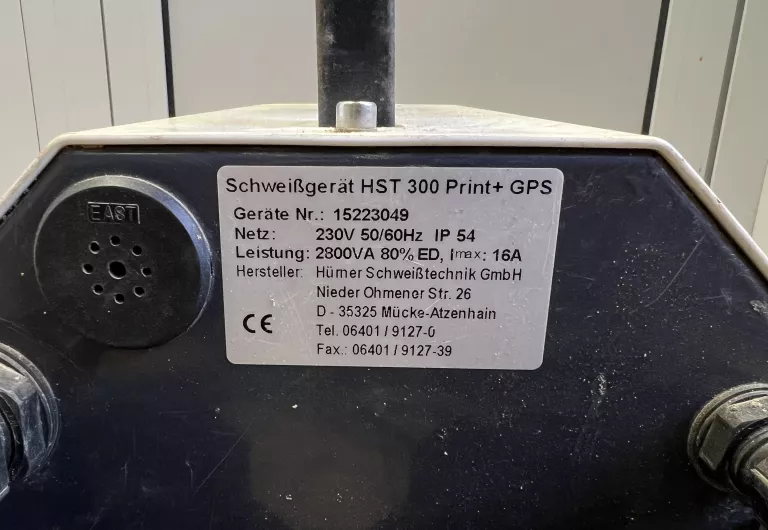 EAST
Schweißgerät HST 300 Print+ GPS
Geräte Nr.: 15223049
Netz: 230V 50/60Hz IP 54
Leistung: 2800VA 80% ED, Imax: 16A
Hersteller: Hürner Schweißtechnik GmbH
Nieder Ohmener Str. 26
D - 35325 Mücke-Atzenhain
CE Tel. 06401 / 9127-0
Fax.: 06401 / 9127-39